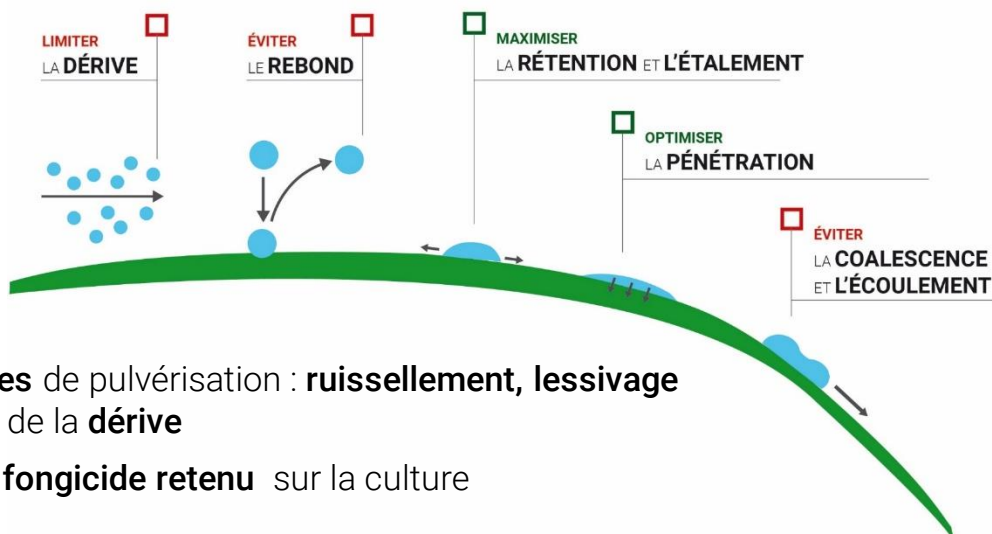 LIMITER
LA DÉRIVE
ÉVITER
LE REBOND
MAXIMISER
LA RÉTENTION ET L'ÉTALEMENT
OPTIMISER
LA PÉNÉTRATION
ÉVITER
LA COALESCENCE
ET L'ÉCOULEMENT
es de pulvérisation : ruissellement, lessivage
de la dérive
fongicide retenu sur la culture